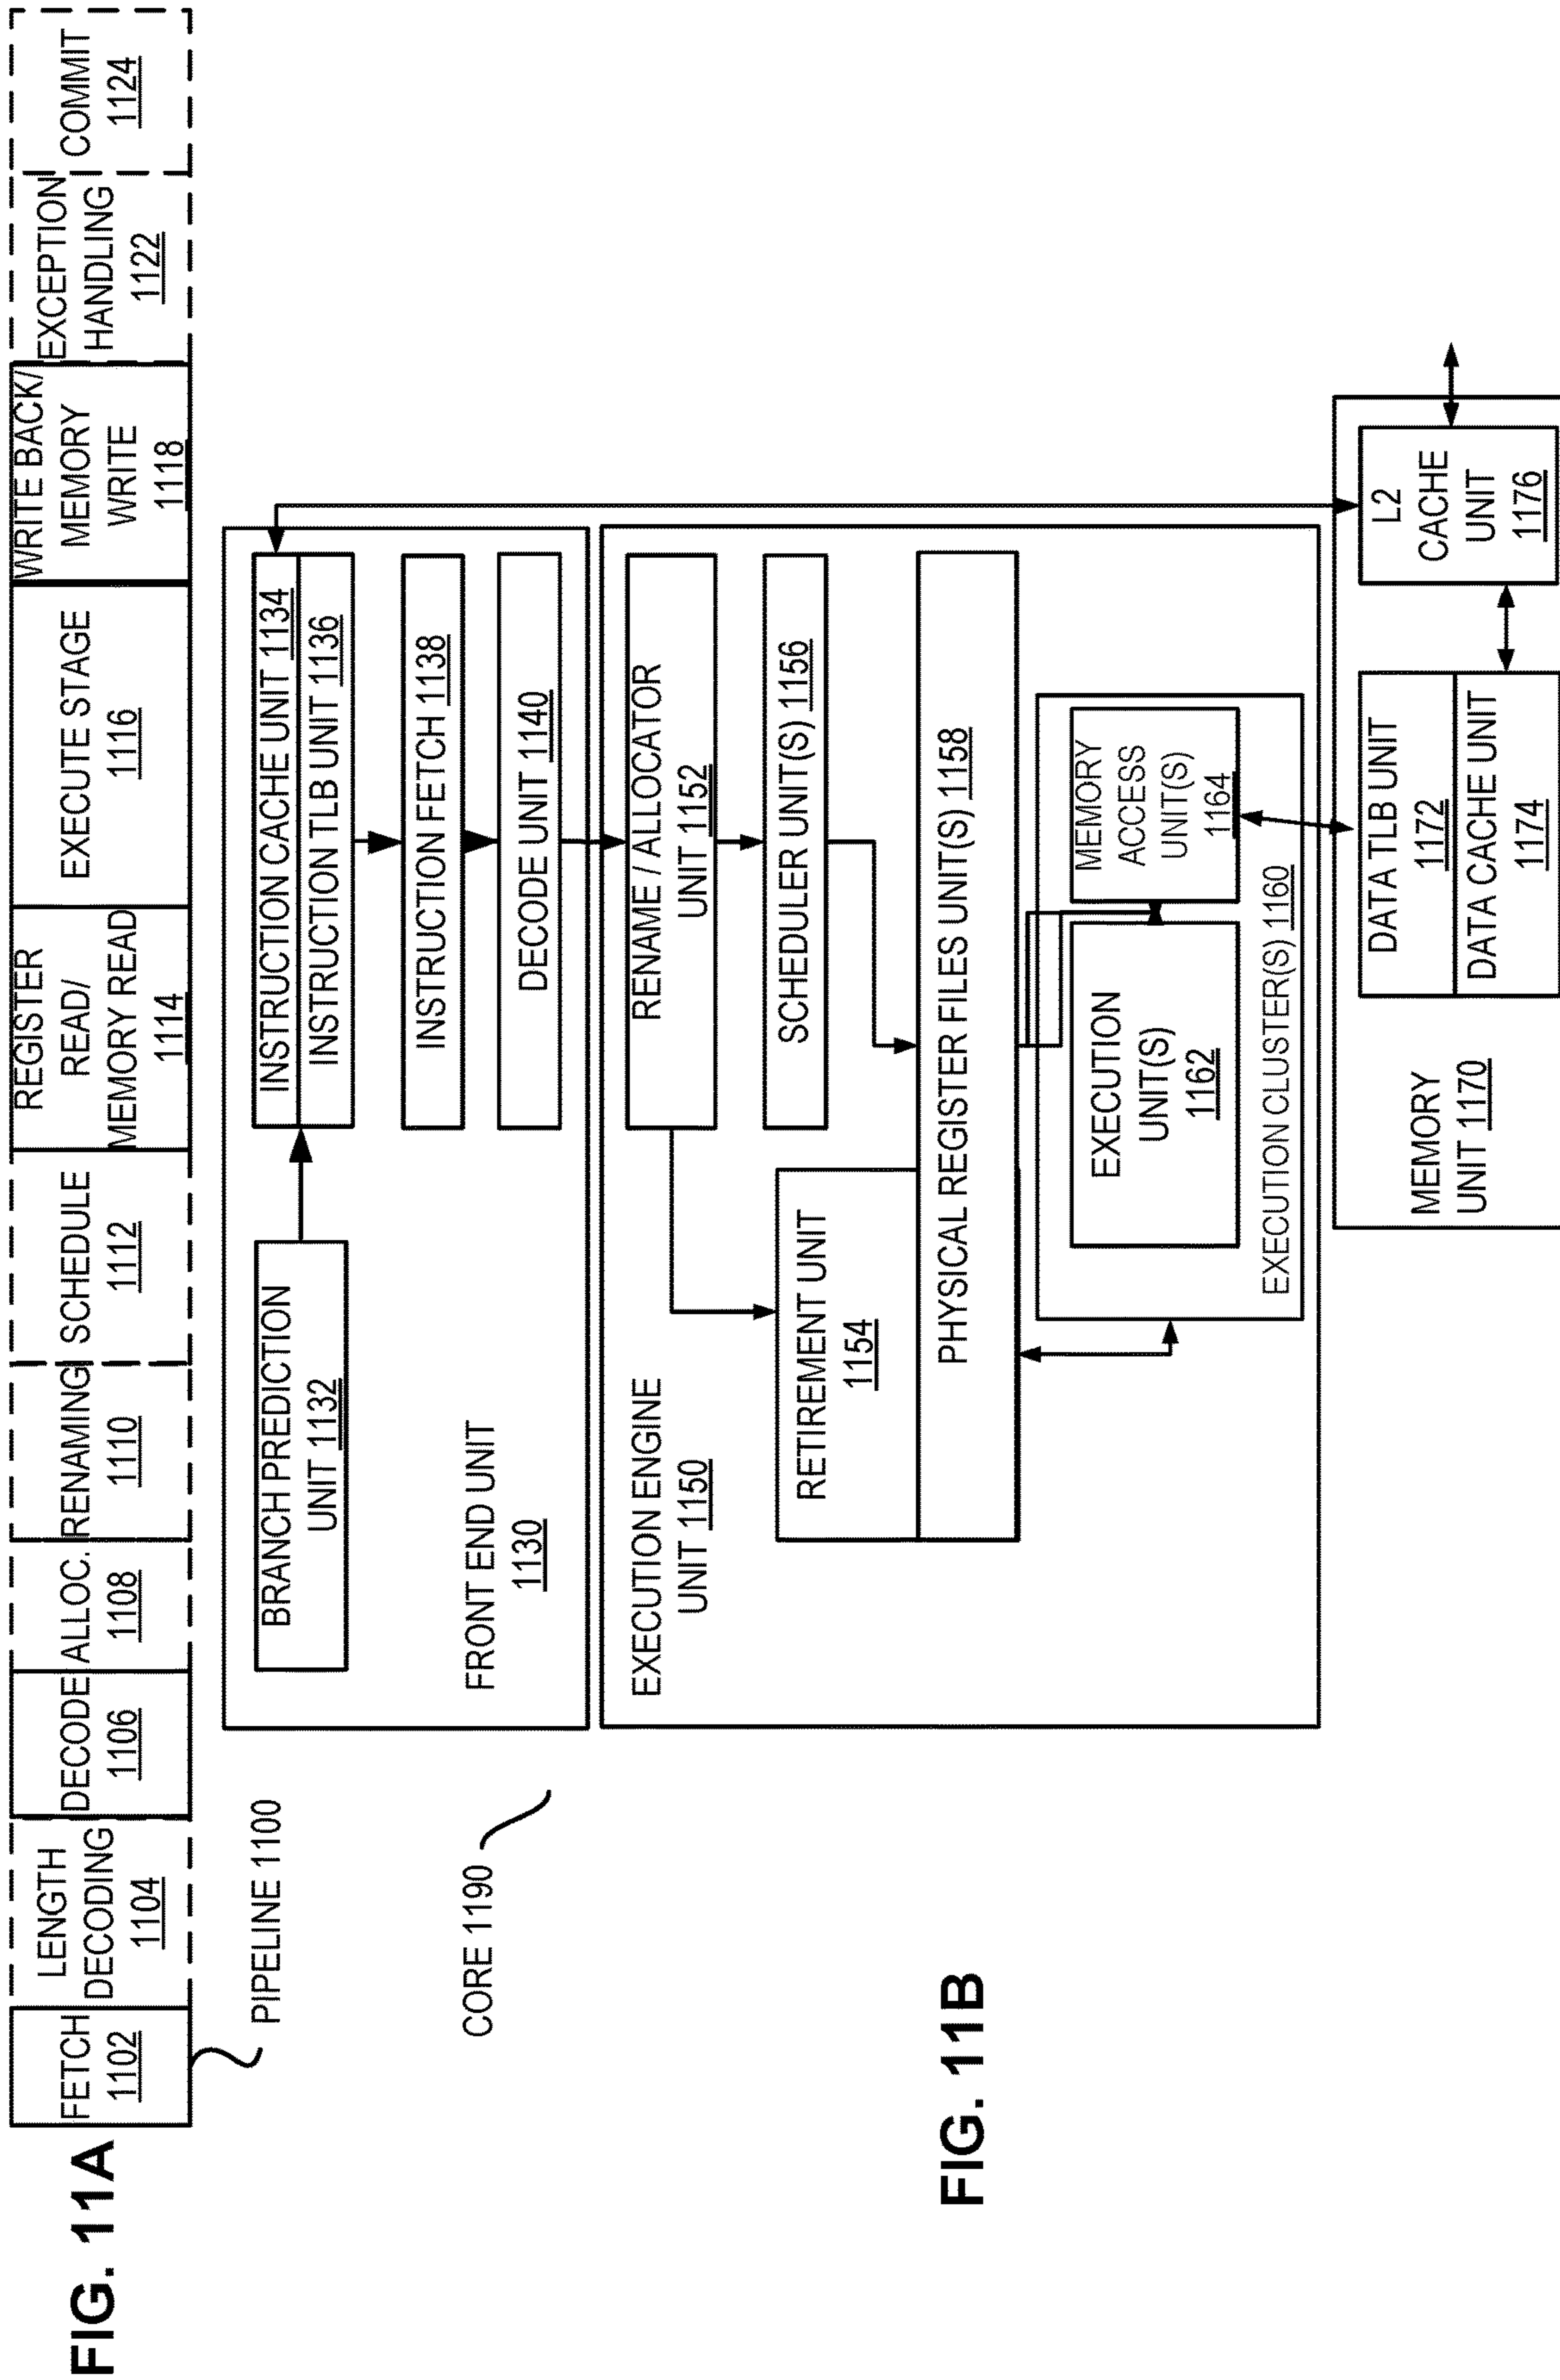 FIG. 11A
FETCH
1102
LENGTH
DECODING
1104
DECODE
1106
ALLOC.
1108
RENAMING
1110
SCHEDULE
1112
REGISTER
READ/
MEMORY READ
1114
EXECUTE STAGE
1116
WRITE BACK/
MEMORY
WRITE
1118
EXCEPTION
HANDLING
1122
COMMIT
1124
PIPELINE 1100
CORE 1190
BRANCH PREDICTION
UNIT 1132
INSTRUCTION CACHE UNIT 1134
INSTRUCTION TLB UNIT 1136
INSTRUCTION FETCH 1138
DECODE UNIT 1140
FRONT END UNIT
1130
EXECUTION ENGINE
UNIT 1150
RENAME / ALLOCATOR
UNIT 1152
SCHEDULER UNIT(S) 1156
RETIREMENT UNIT
1154
PHYSICAL REGISTER FILES UNIT(S) 1158
EXECUTION
UNIT(S)
1162
MEMORY
ACCESS
UNIT(S)
1164
EXECUTION CLUSTER(S) 1160
MEMORY
UNIT 1170
DATA TLB UNIT
1172
DATA CACHE UNIT
1174
L2
CACHE
UNIT
1176
FIG. 11B